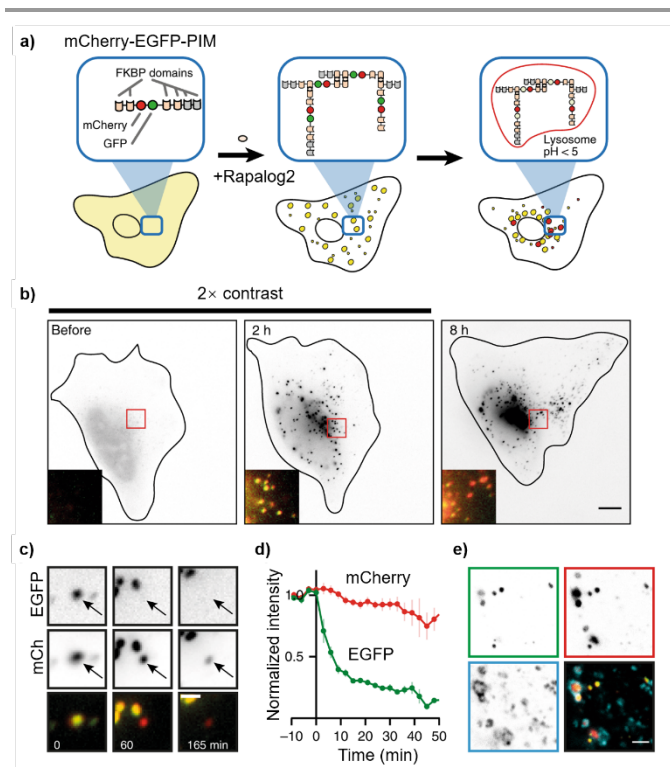 a)
mCherry-EGFP-PIM
FKBP domains
mCherry
GFP
+Rapalog2
Lysosome
pH < 5
b)
2× contrast
Before
2 h
8 h
c)
d)
e)
EGFP
mCh
0
60
165 min
Normalized intensity
1.0
0.5
mCherry
EGFP
−10 0 10 20 30 40 50
Time (min)